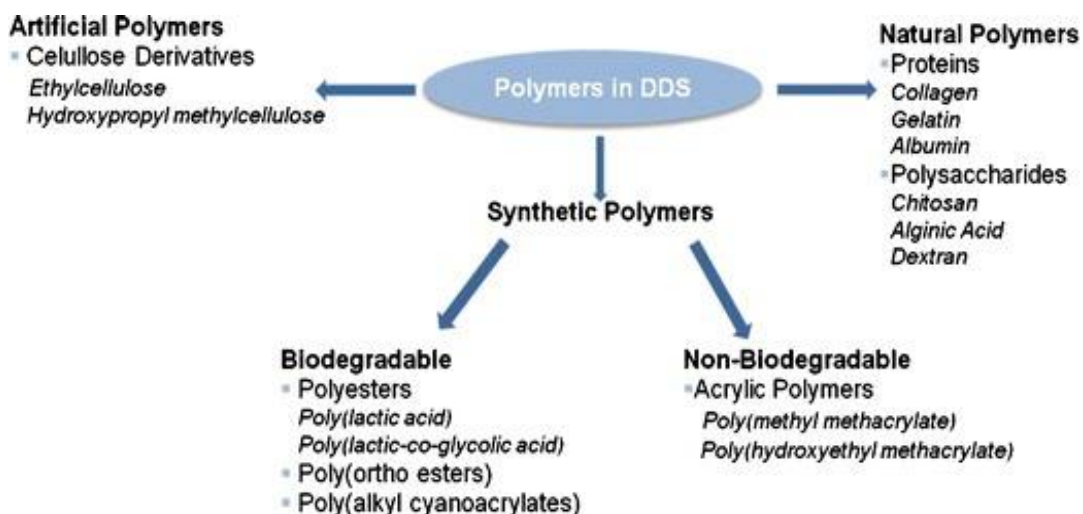 Artificial Polymers
▪ Celullose Derivatives
Ethylcellulose
Hydroxypropyl methylcellulose
Polymers in DDS
Natural Polymers
▪Proteins
Collagen
Gelatin
Albumin
▪Polysaccharides
Chitosan
Alginic Acid
Dextran
Synthetic Polymers
Biodegradable
▪ Polyesters
Poly(lactic acid)
Poly(lactic-co-glycolic acid)
▪ Poly(ortho esters)
▪ Poly(alkyl cyanoacrylates)
Non-Biodegradable
▪Acrylic Polymers
Poly(methyl methacrylate)
Poly(hydroxyethyl methacrylate)